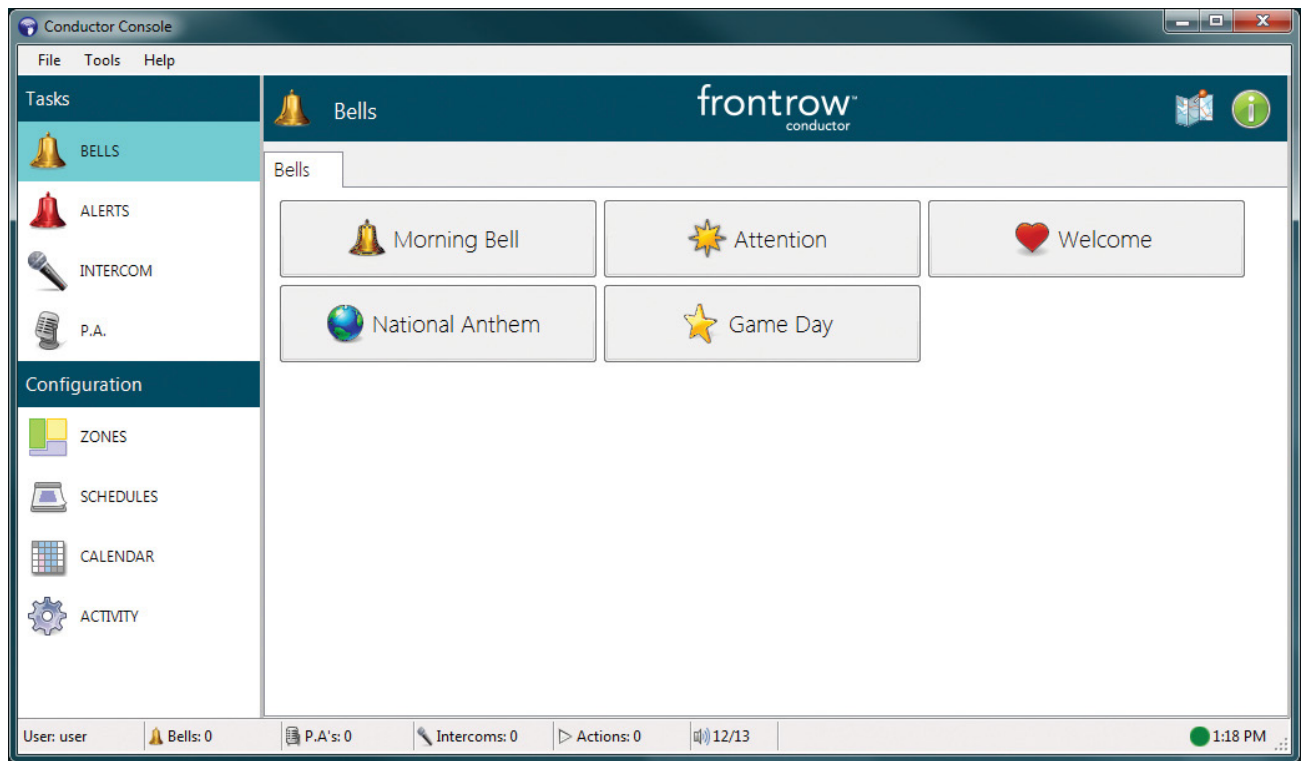 Conductor Console
File Tools Help
Tasks
BELLS
ALERTS
INTERCOM
P.A.
Configuration
ZONES
SCHEDULES
CALENDAR
ACTIVITY
Bells
frontrow™
conductor
Bells
Morning Bell
Attention
Welcome
National Anthem
Game Day
User: user
Bells: 0
P.A's: 0
Intercoms: 0
Actions: 0
12/13
1:18 PM